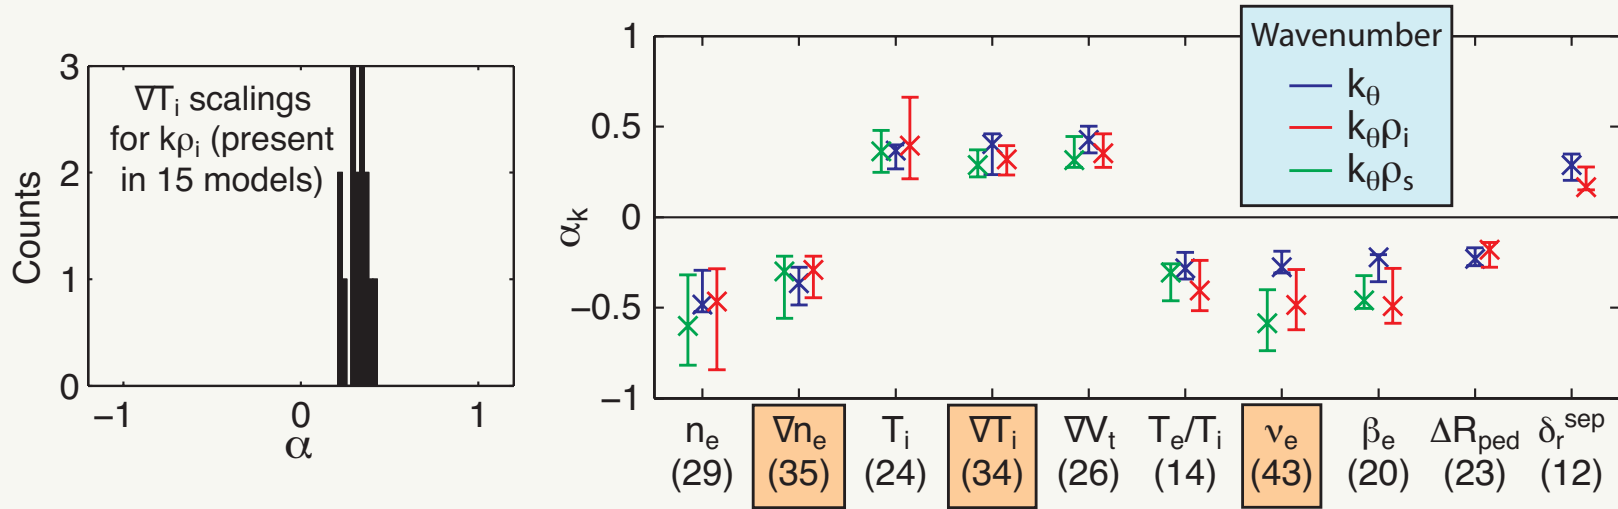 3
2
1
0
Counts
∇Tᵢ scalings
for kρᵢ (present
in 15 models)
−1 0 1
α
1
0.5
0
−0.5
−1
αₖ
Wavenumber
k_θ
k_θρᵢ
k_θρₛ
nₑ ∇nₑ Tᵢ ∇Tᵢ ∇Vₜ Tₑ/Tᵢ νₑ βₑ ΔR_ped δᵣ^sep
(29) (35) (24) (34) (26) (14) (43) (20) (23) (12)